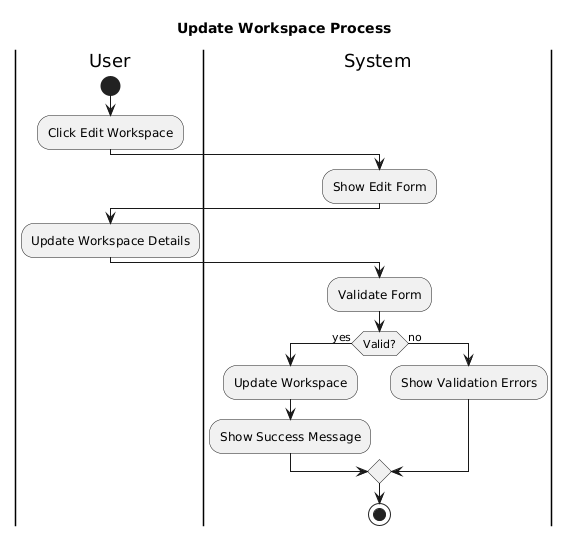 Update Workspace Process
User
System
Click Edit Workspace
Show Edit Form
Update Workspace Details
Validate Form
yes
Valid?
no
Update Workspace
Show Validation Errors
Show Success Message